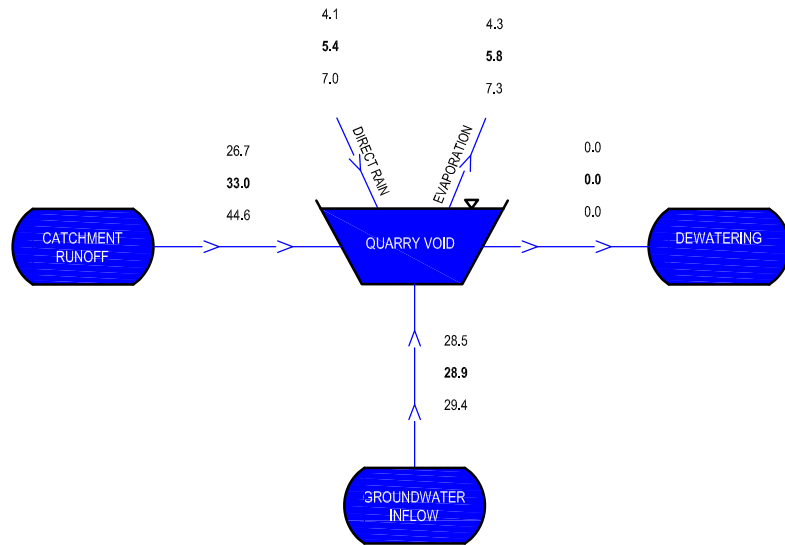 4.1
5.4
7.0
4.3
5.8
7.3
DIRECT RAIN
EVAPORATION
26.7
33.0
44.6
0.0
0.0
0.0
CATCHMENT
RUNOFF
QUARRY VOID
DEWATERING
28.5
28.9
29.4
GROUNDWATER
INFLOW